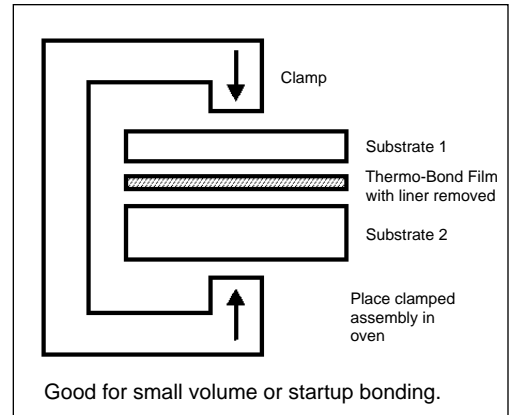 Clamp
Substrate 1
Thermo-Bond Film
with liner removed
Substrate 2
Place clamped
assembly in
oven
Good for small volume or startup bonding.